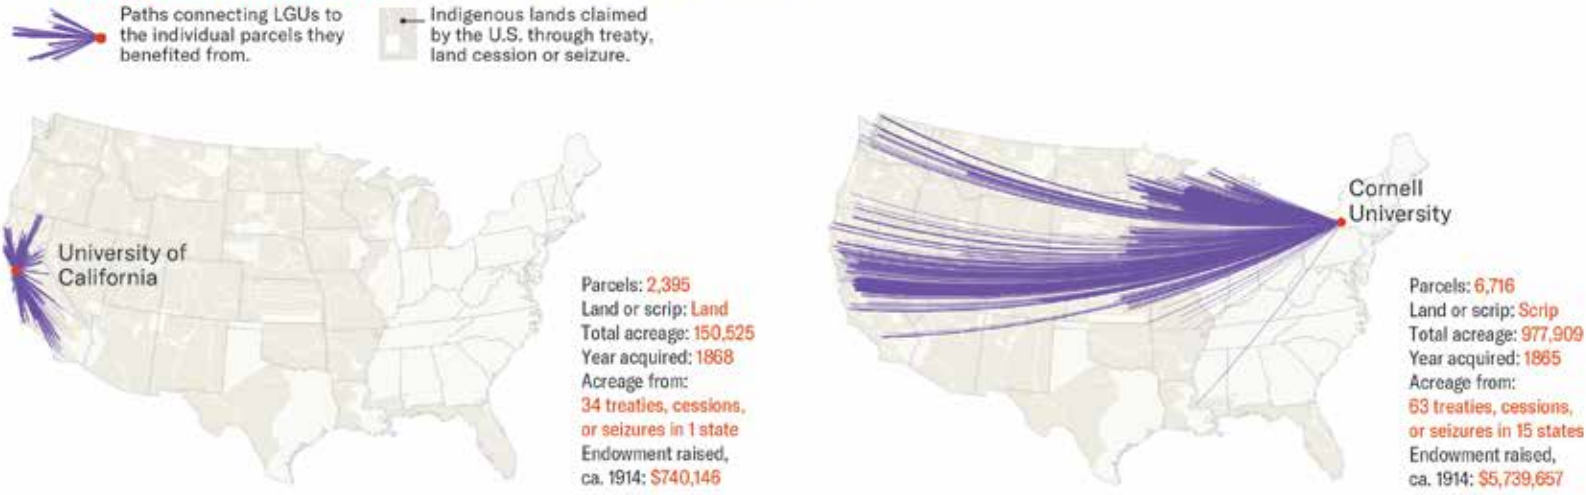 Paths connecting LGUs to
the individual parcels they
benefited from.
Indigenous lands claimed
by the U.S. through treaty,
land cession or seizure.
University of
California
Parcels: 2,395
Land or scrip: Land
Total acreage: 150,525
Year acquired: 1868
Acreage from:
34 treaties, cessions,
or seizures in 1 state
Endowment raised,
ca. 1914: $740,146
Cornell
University
Parcels: 6,716
Land or scrip: Scrip
Total acreage: 977,909
Year acquired: 1865
Acreage from:
63 treaties, cessions,
or seizures in 15 states
Endowment raised,
ca. 1914: $5,739,657